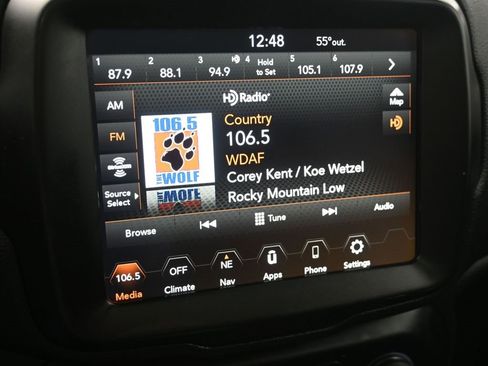 12:48 55°out.
1 2 3 HD 4 5 6
87.9 88.1 94.9 Hold to Set 105.1 107.9
AM
HD Radio
Map
Country
FM
106.5
HD
WDAF
SiriusXM
Corey Kent / Koe Wetzel
Source
Select
Rocky Mountain Low
106.5
THE WOLF
Browse Tune Audio
106.5 OFF NE
Media Climate Nav Apps Phone Settings